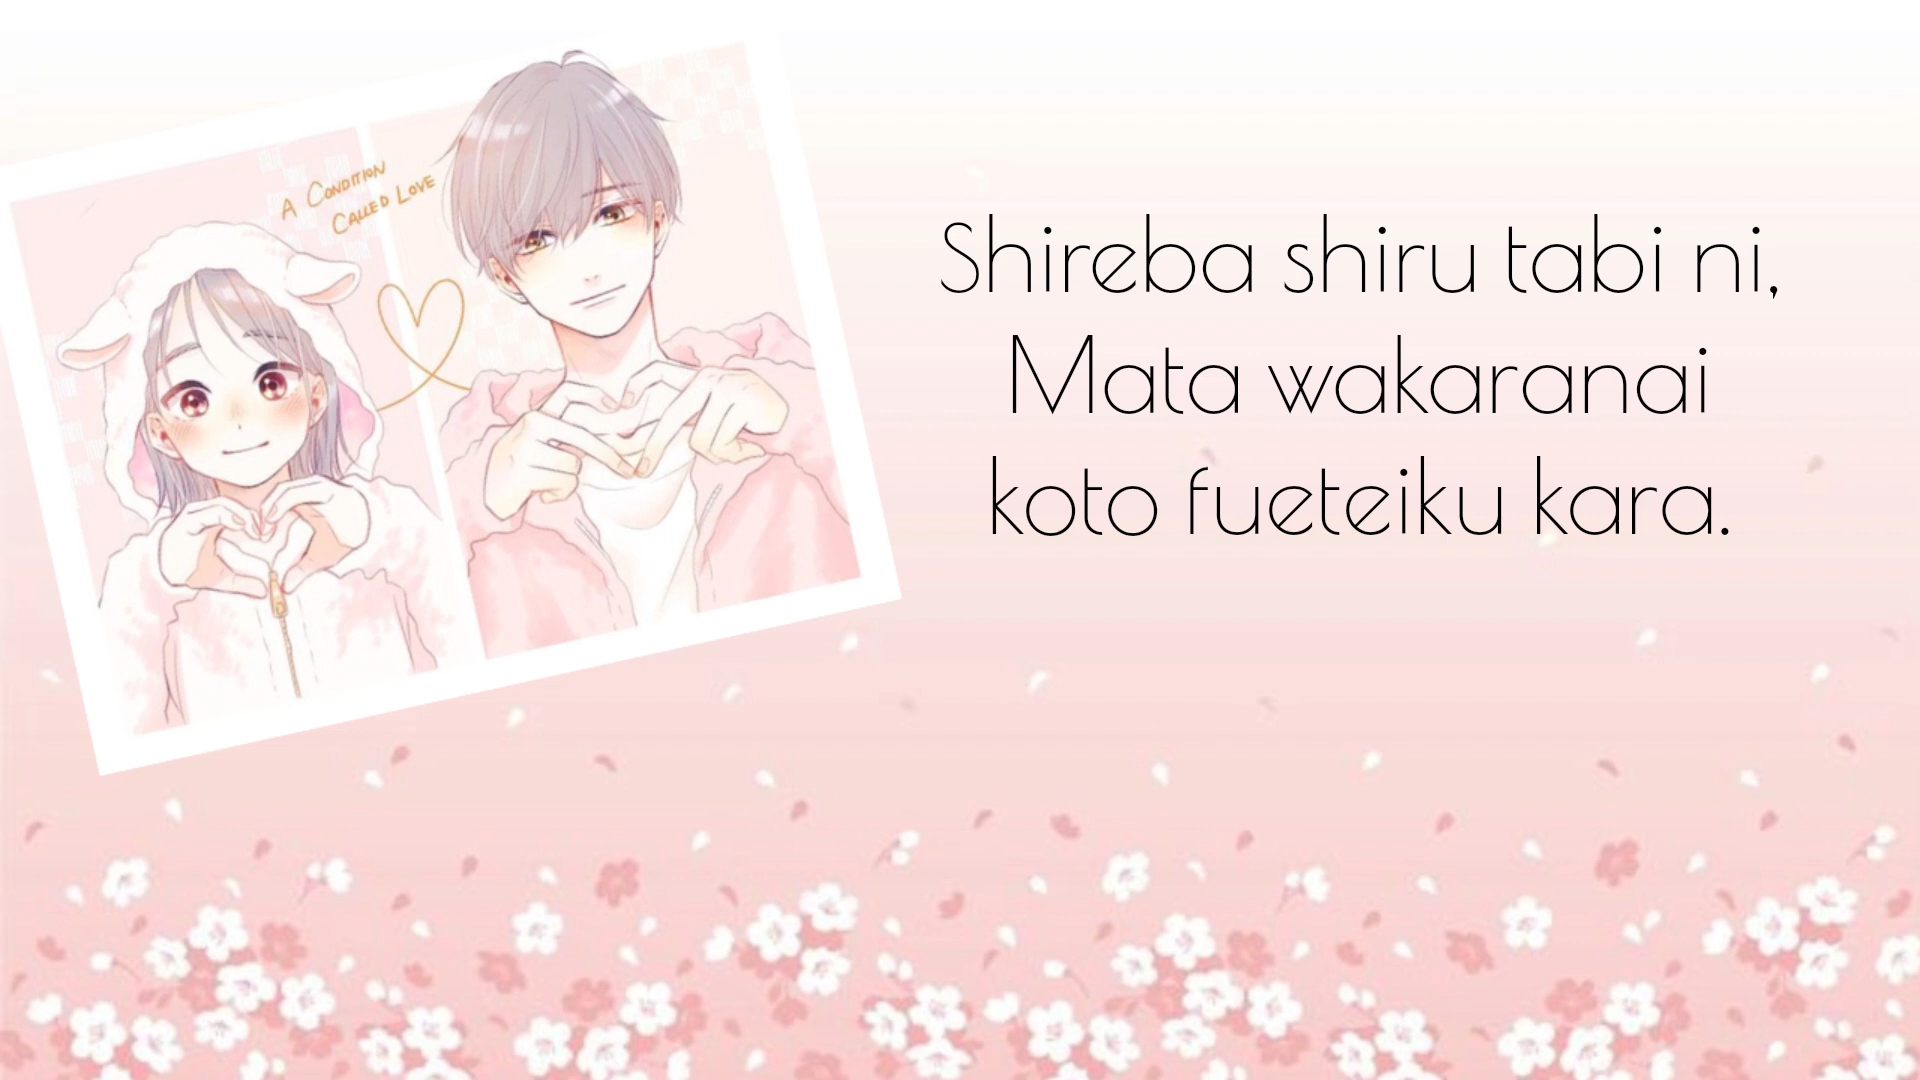 A CONDITION
CALLED LOVE
Shireba shiru tabi ni,
Mata wakaranai
koto fueteiku kara.